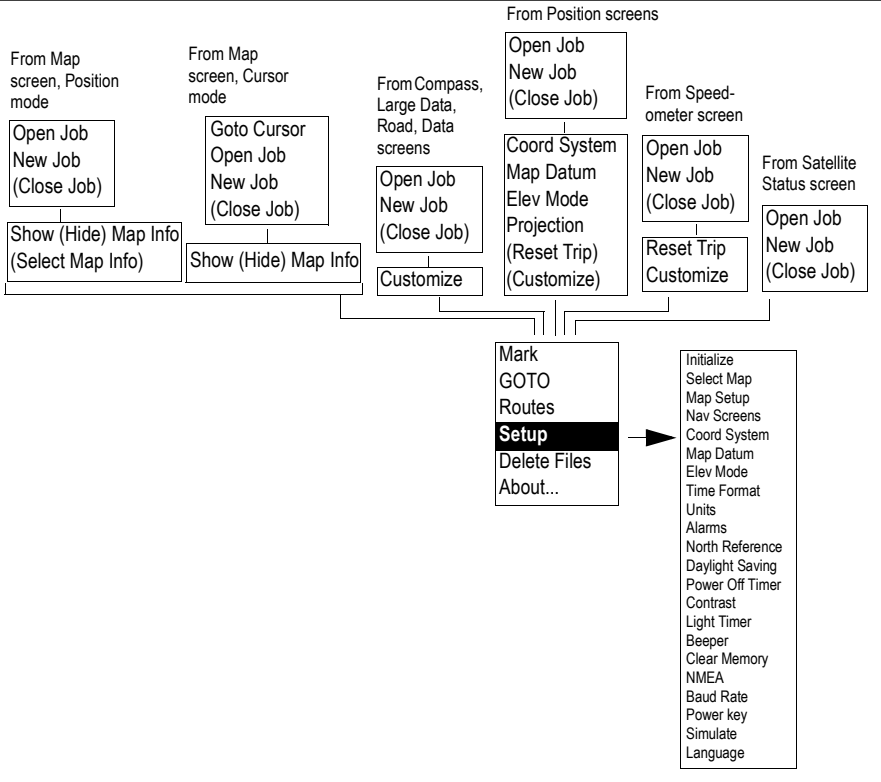 From Map
screen, Position
mode
Open Job
New Job
(Close Job)
Show (Hide) Map Info
(Select Map Info)
From Map
screen, Cursor
mode
Goto Cursor
Open Job
New Job
(Close Job)
Show (Hide) Map Info
From Compass,
Large Data,
Road, Data
screens
Open Job
New Job
(Close Job)
Customize
From Position screens
Open Job
New Job
(Close Job)
Coord System
Map Datum
Elev Mode
Projection
(Reset Trip)
(Customize)
From Speed-
ometer screen
Open Job
New Job
(Close Job)
Reset Trip
Customize
From Satellite
Status screen
Open Job
New Job
(Close Job)
Mark
GOTO
Routes
Setup
Delete Files
About...
Initialize
Select Map
Map Setup
Nav Screens
Coord System
Map Datum
Elev Mode
Time Format
Units
Alarms
North Reference
Daylight Saving
Power Off Timer
Contrast
Light Timer
Beeper
Clear Memory
NMEA
Baud Rate
Power key
Simulate
Language